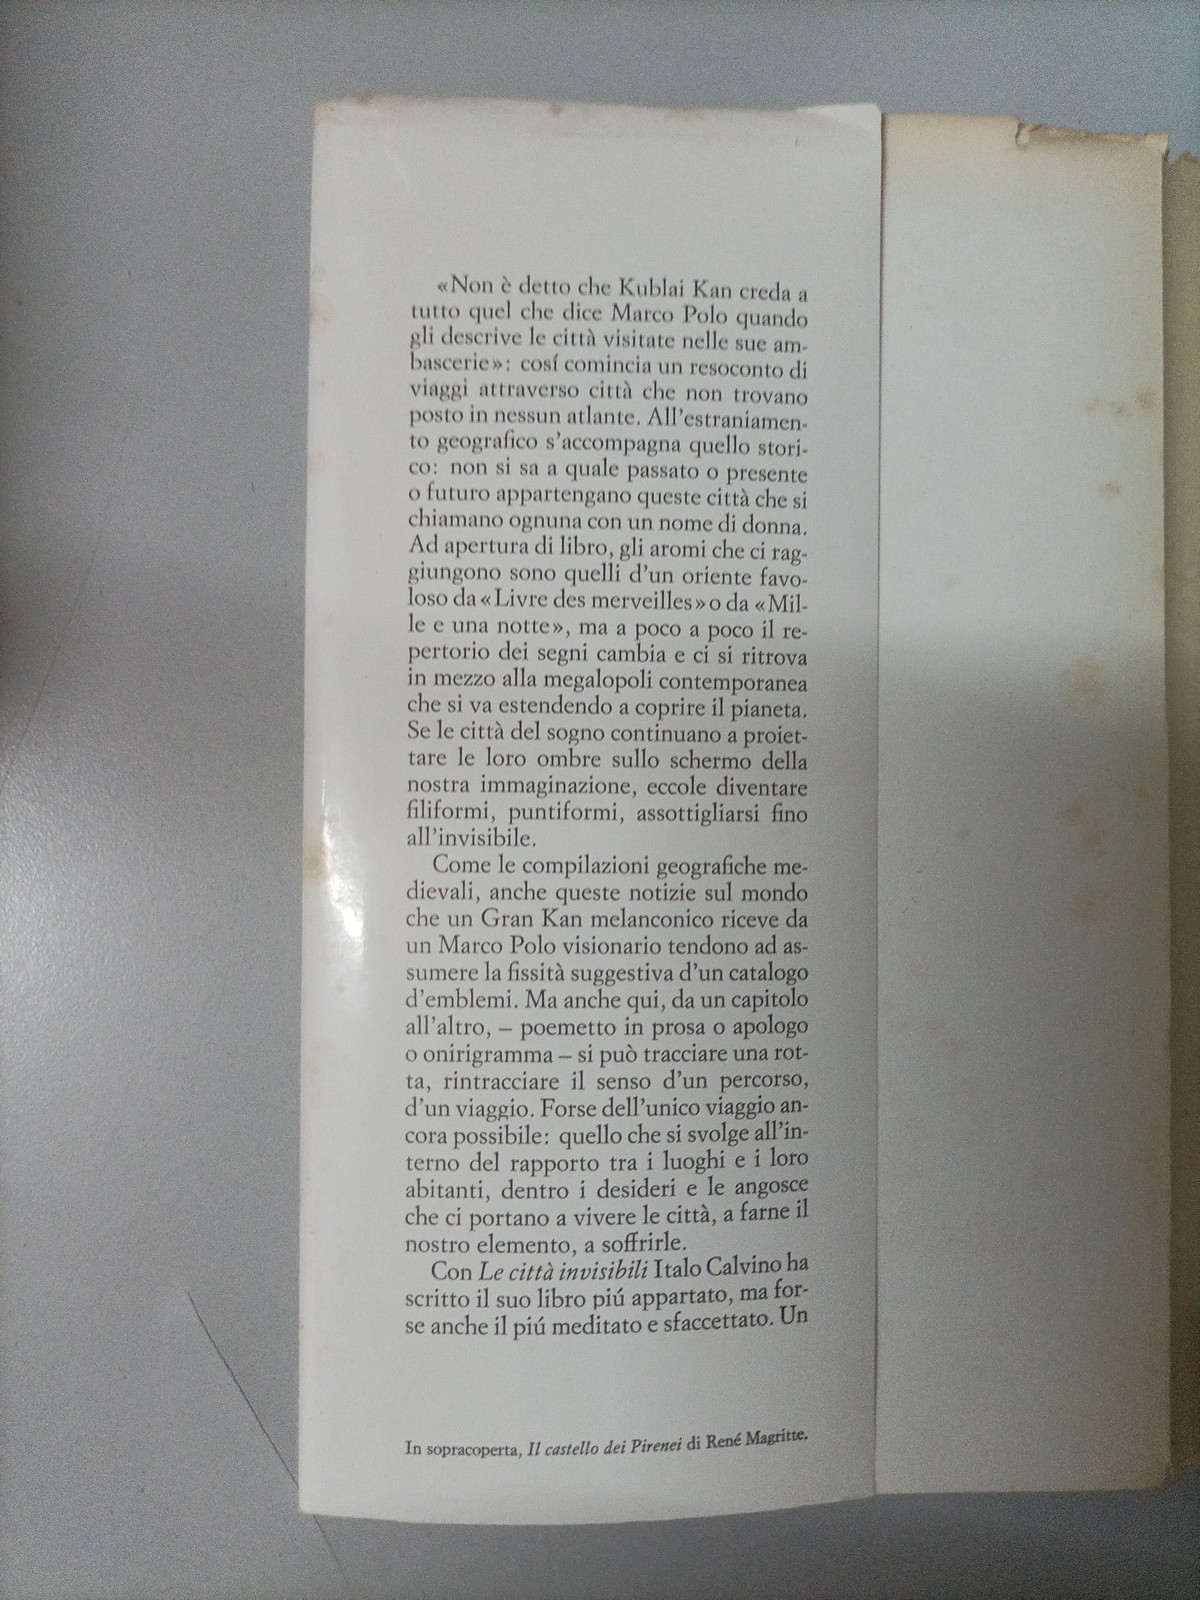 «Non è detto che Kublai Kan creda a
tutto quel che dice Marco Polo quando
gli descrive le città visitate nelle sue am-
bascerie»: cosí comincia un resoconto di
viaggi attraverso città che non trovano
posto in nessun atlante. All'estraniamen-
to geografico s'accompagna quello stori-
co: non si sa a quale passato o presente
o futuro appartengano queste città che si
chiamano ognuna con un nome di donna.
Ad apertura di libro, gli aromi che ci rag-
giungono sono quelli d'un oriente favo-
loso da «Livre des merveilles» o da «Mil-
le e una notte», ma a poco a poco il re-
pertorio dei segni cambia e ci si ritrova
in mezzo alla megalopoli contemporanea
che si va estendendo a coprire il pianeta.
Se le città del sogno continuano a proiet-
tare le loro ombre sullo schermo della
nostra immaginazione, eccole diventare
filiformi, puntiformi, assottigliarsi fino
all'invisibile.
Come le compilazioni geografiche me-
dievali, anche queste notizie sul mondo
che un Gran Kan melanconico riceve da
un Marco Polo visionario tendono ad as-
sumere la fissità suggestiva d'un catalogo
d'emblemi. Ma anche qui, da un capitolo
all'altro, – poemetto in prosa o apologo
o onirigramma – si può tracciare una rot-
ta, rintracciare il senso d'un percorso,
d'un viaggio. Forse dell'unico viaggio an-
cora possibile: quello che si svolge all'in-
terno del rapporto tra i luoghi e i loro
abitanti, dentro i desideri e le angosce
che ci portano a vivere le città, a farne il
nostro elemento, a soffrirle.
Con Le città invisibili Italo Calvino ha
scritto il suo libro piú appartato, ma for-
se anche il piú meditato e sfaccettato. Un
In sopracoperta, Il castello dei Pirenei di René Magritte.